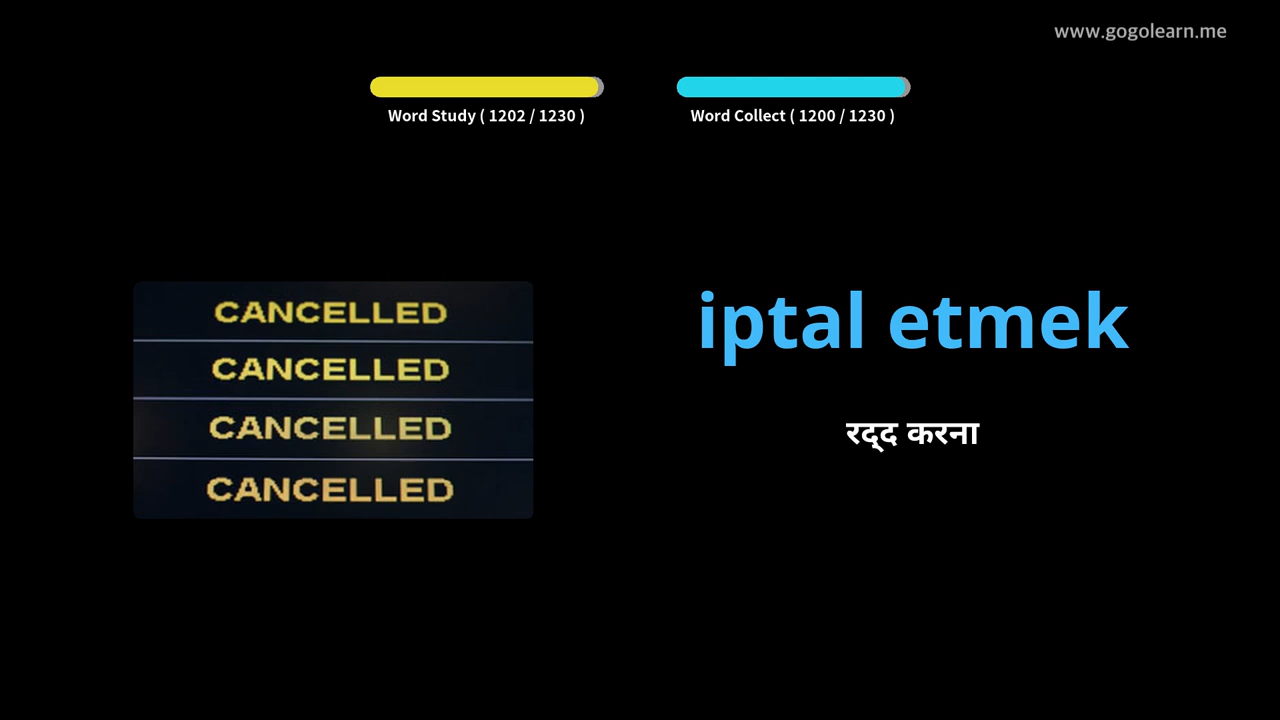 www.gogolearn.me
Word Study ( 1202 / 1230 )
Word Collect ( 1200 / 1230 )
CANCELLED
CANCELLED
CANCELLED
CANCELLED
iptal etmek
रद्द करना